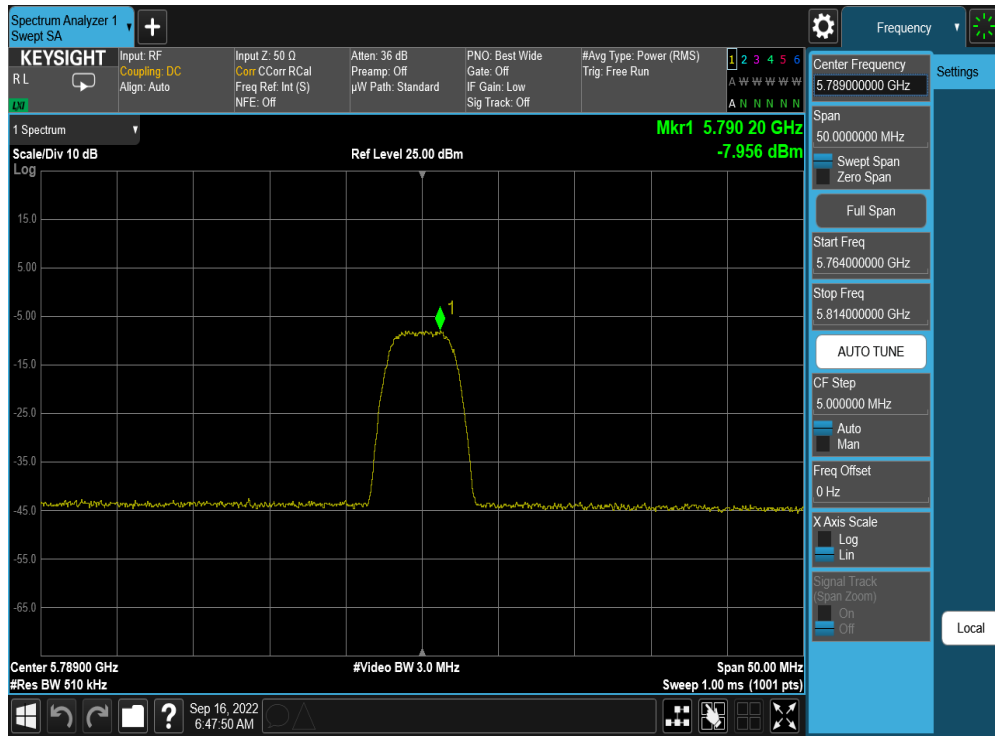 Spectrum Analyzer 1
Swept SA
+
Frequency
KEYSIGHT
R L
LXI
Input: RF
Coupling: DC
Align: Auto
Input Z: 50 Ω
Corr CCorr RCal
Freq Ref: Int (S)
NFE: Off
Atten: 36 dB
Preamp: Off
µW Path: Standard
PNO: Best Wide
Gate: Off
IF Gain: Low
Sig Track: Off
#Avg Type: Power (RMS)
Trig: Free Run
1 2 3 4 5 6
A W W W W W
A N N N N N
1 Spectrum
Scale/Div 10 dB
Log
Ref Level 25.00 dBm
Mkr1 5.790 20 GHz
-7.956 dBm
15.0
5.00
-5.00
-15.0
-25.0
-35.0
-45.0
-55.0
-65.0
1
Center 5.78900 GHz
#Res BW 510 kHz
#Video BW 3.0 MHz
Span 50.00 MHz
Sweep 1.00 ms (1001 pts)
Center Frequency
5.789000000 GHz
Settings
Span
50.0000000 MHz
Swept Span
Zero Span
Full Span
Start Freq
5.764000000 GHz
Stop Freq
5.814000000 GHz
AUTO TUNE
CF Step
5.000000 MHz
Auto
Man
Freq Offset
0 Hz
X Axis Scale
Log
Lin
Signal Track
(Span Zoom)
On
Off
Local
?
Sep 16, 2022
6:47:50 AM